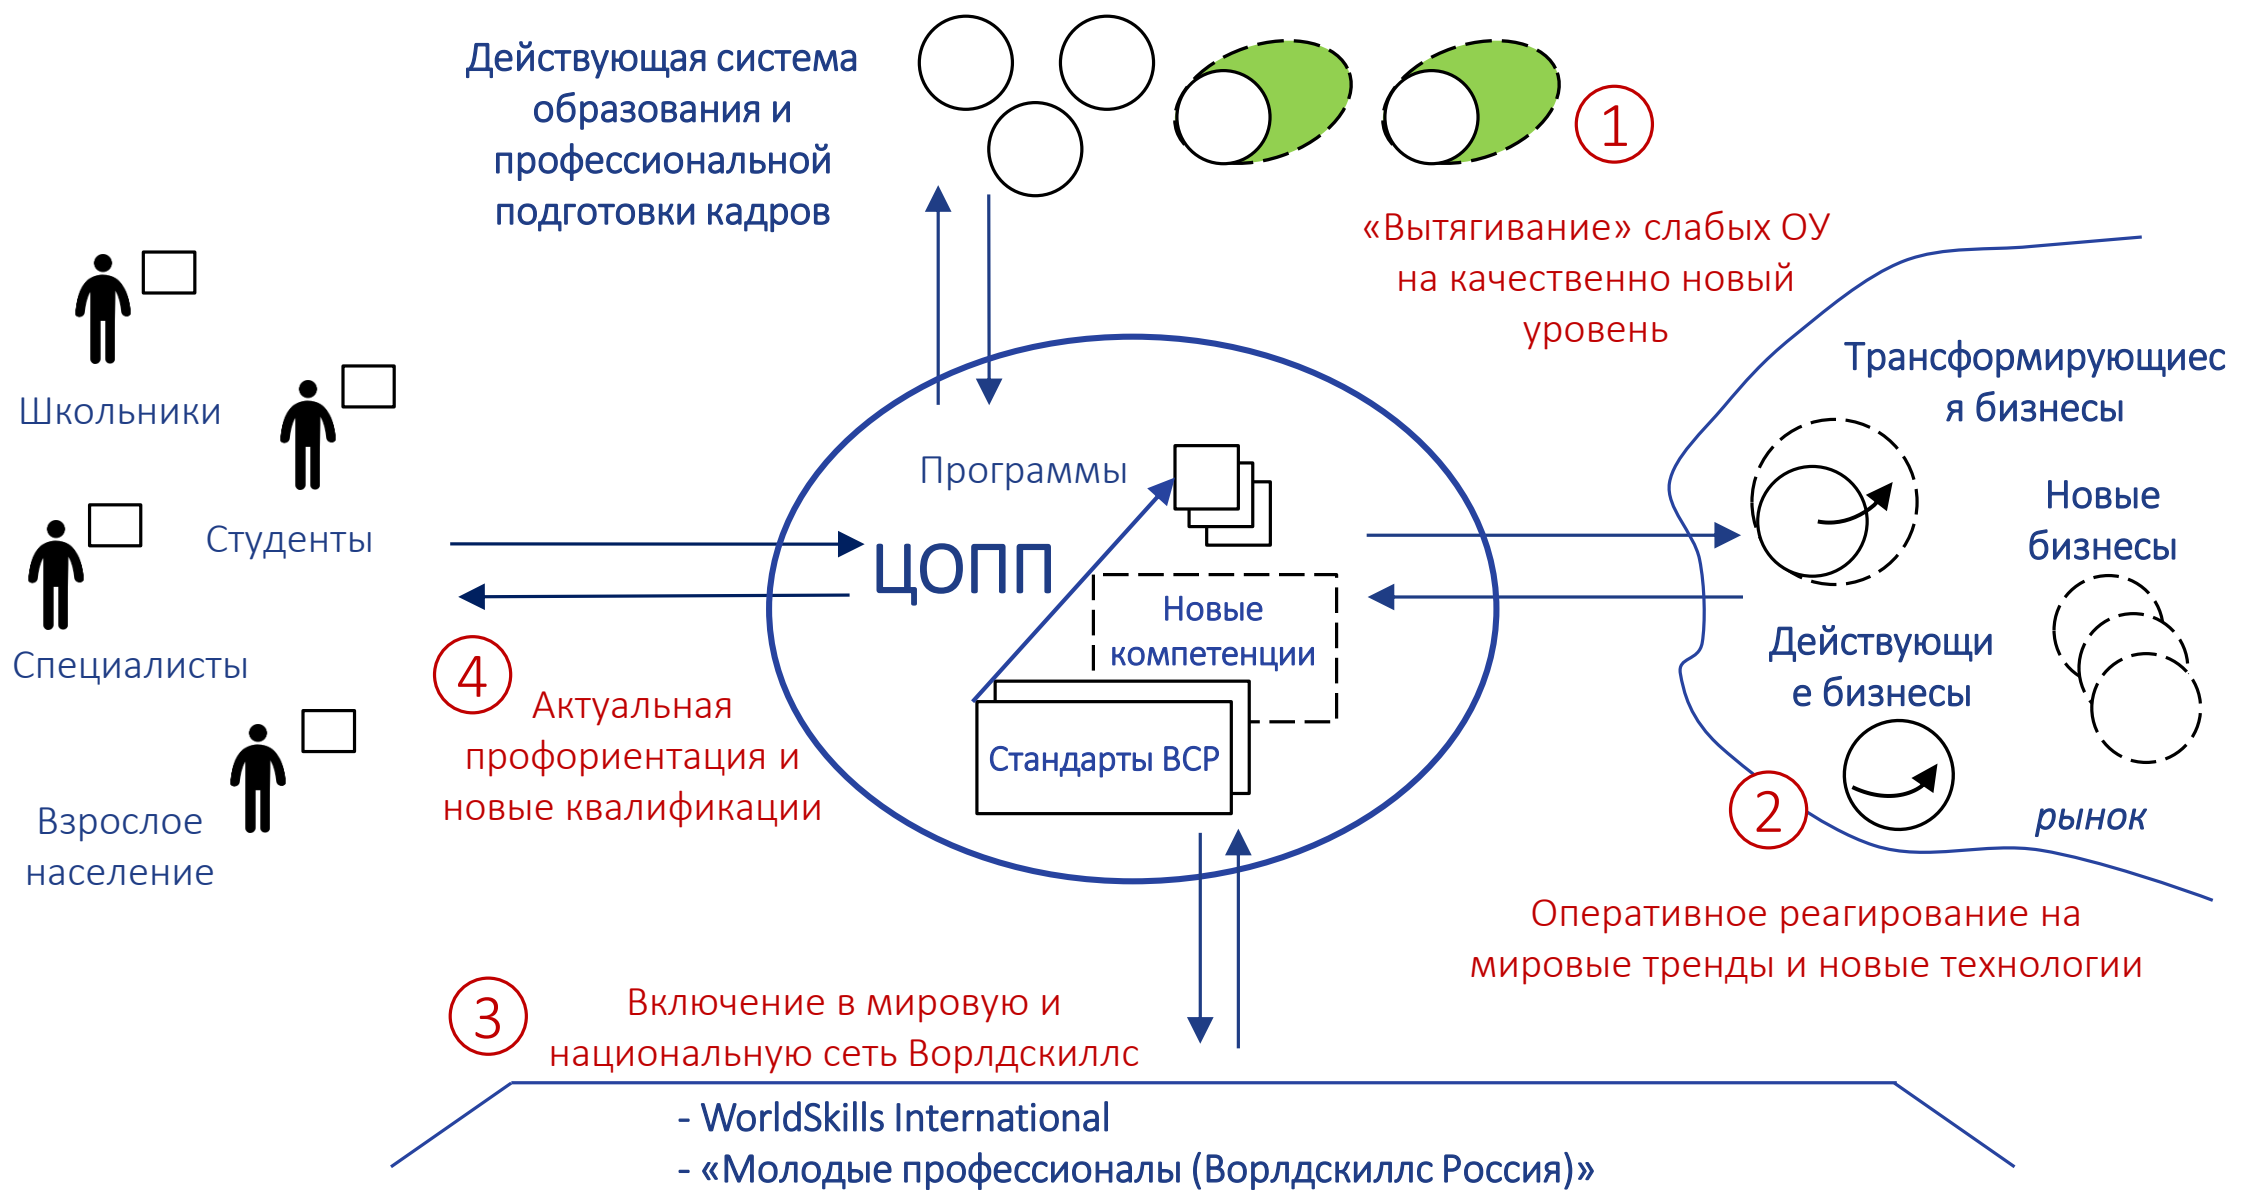 Действующая система
образования и
профессиональной
подготовки кадров
1
«Вытягивание» слабых ОУ
на качественно новый
уровень
Школьники
Студенты
Специалисты
Взрослое
население
Программы
ЦОПП
Новые
компетенции
Стандарты ВСР
Трансформирующиес
я бизнесы
Новые
бизнесы
Действующи
е бизнесы
рынок
2
Оперативное реагирование на
мировые тренды и новые технологии
4
Актуальная
профориентация и
новые квалификации
3
Включение в мировую и
национальную сеть Ворлдскиллс
- WorldSkills International
- «Молодые профессионалы (Ворлдскиллс Россия)»